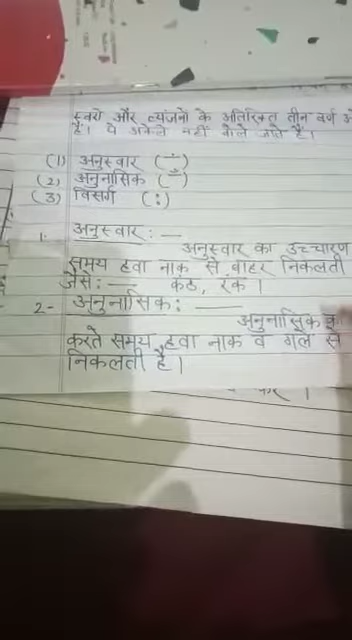 स्वरों और व्यंजनों के अतिरिक्त तीन वर्ण
हैं। ये अकेले नहीं बोले जाते हैं।
(1) अनुस्वार (ं)
(2) अनुनासिक (ँ)
(3) विसर्ग (ः)
1. अनुस्वार : —
अनुस्वार का उच्चारण
समय हवा नाक से बाहर निकलती
जैसे: — कंठ, रंक।
2- अनुनासिक: —
अनुनासिक
करते समय हवा नाक व गले से
निकलती है।